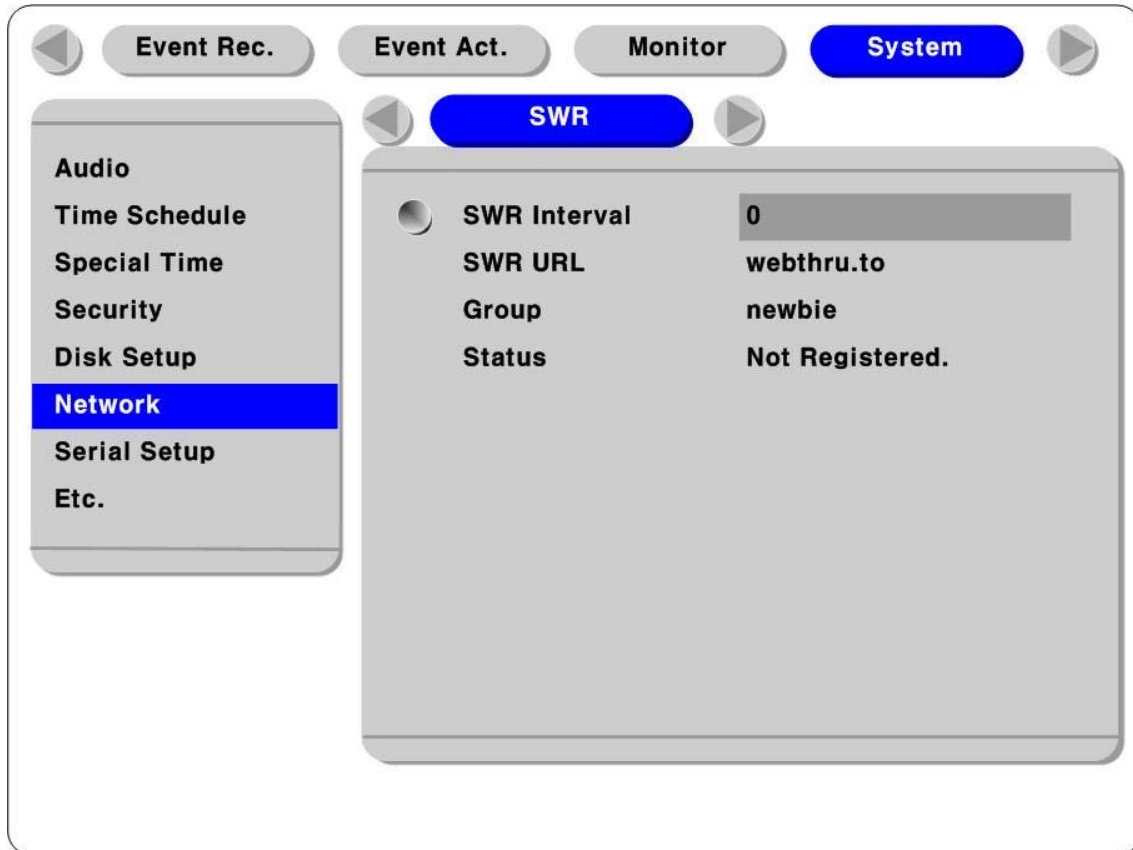 Event Rec. Event Act. Monitor System
SWR
Audio
Time Schedule
Special Time
Security
Disk Setup
Network
Serial Setup
Etc.
SWR Interval 0
SWR URL webthru.to
Group newbie
Status Not Registered.